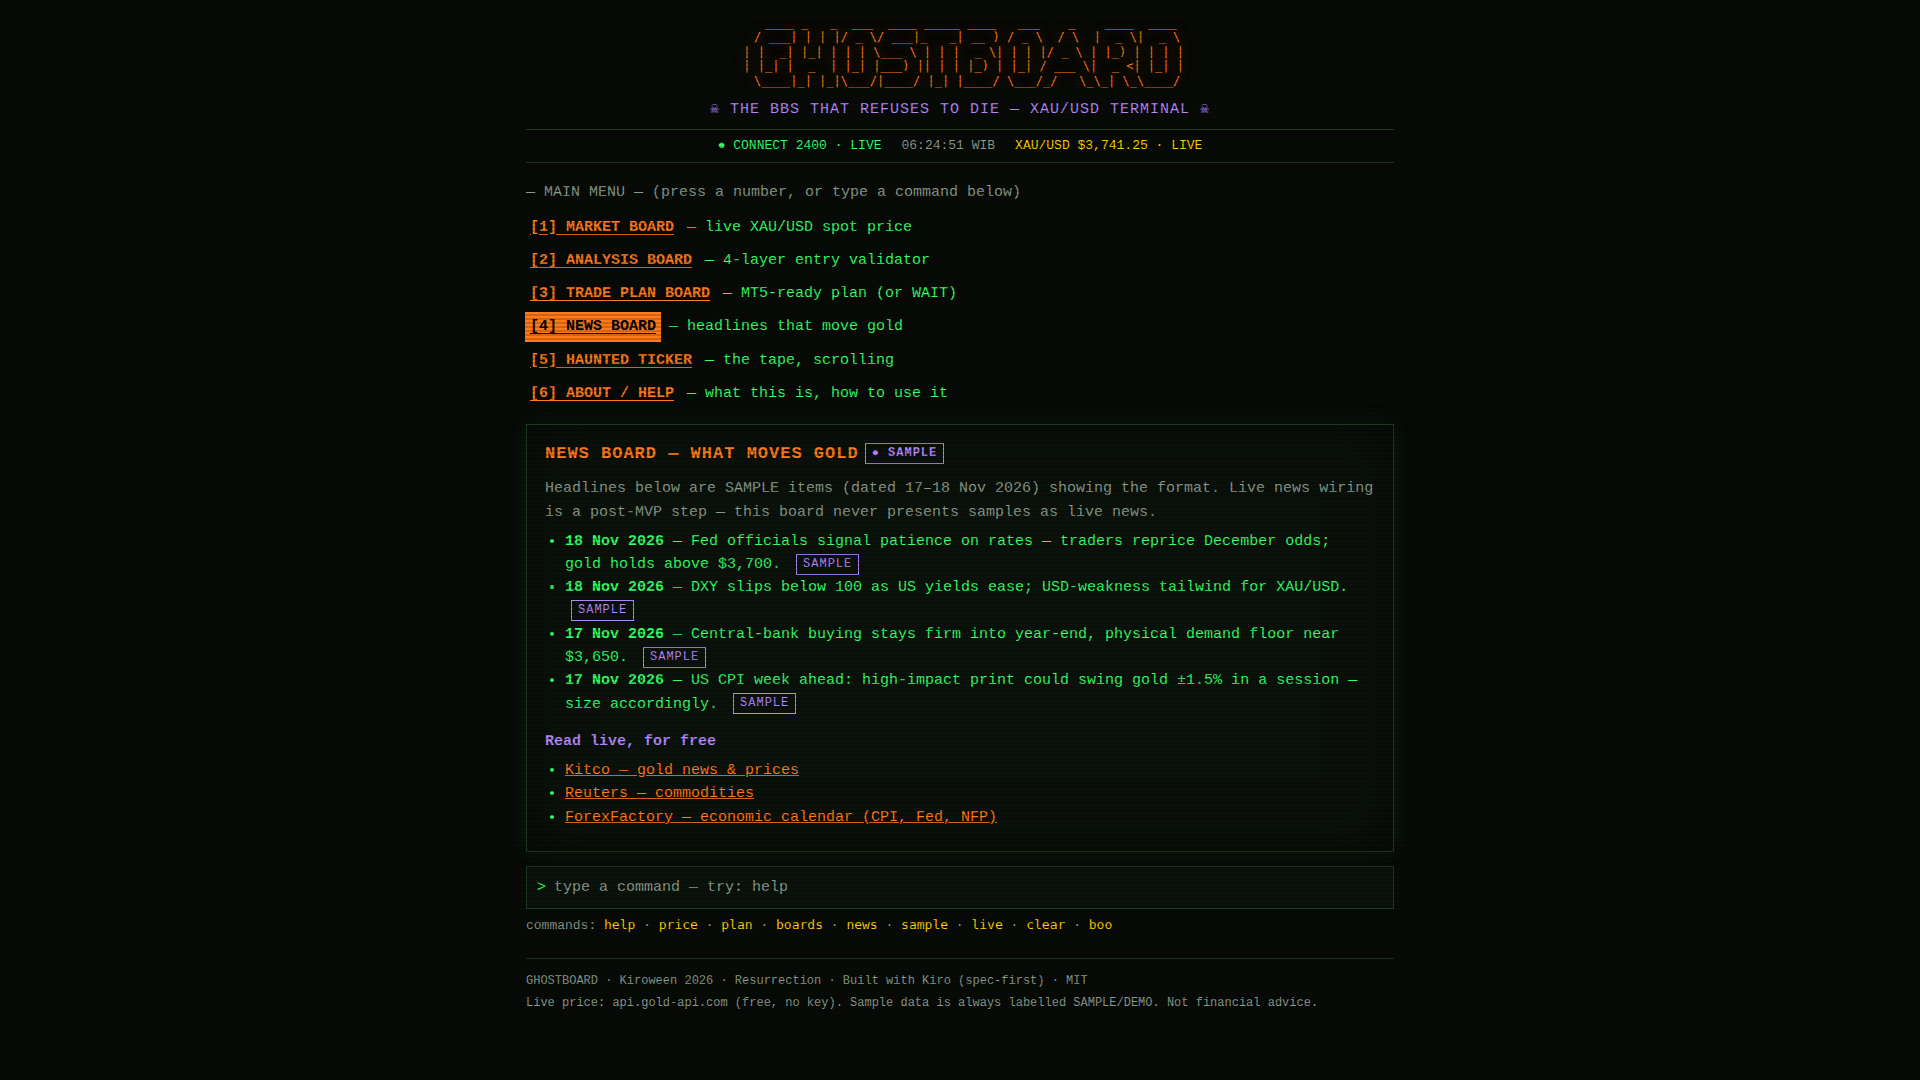 GHOSTBOARD
☠ THE BBS THAT REFUSES TO DIE — XAU/USD TERMINAL ☠
● CONNECT 2400 · LIVE 06:24:51 WIB XAU/USD $3,741.25 · LIVE
— MAIN MENU — (press a number, or type a command below)
[1] MARKET BOARD — live XAU/USD spot price
[2] ANALYSIS BOARD — 4-layer entry validator
[3] TRADE PLAN BOARD — MT5-ready plan (or WAIT)
[4] NEWS BOARD — headlines that move gold
[5] HAUNTED TICKER — the tape, scrolling
[6] ABOUT / HELP — what this is, how to use it
NEWS BOARD — WHAT MOVES GOLD ● SAMPLE
Headlines below are SAMPLE items (dated 17–18 Nov 2026) showing the format. Live news wiring
is a post-MVP step — this board never presents samples as live news.
• 18 Nov 2026 — Fed officials signal patience on rates — traders reprice December odds;
gold holds above $3,700. SAMPLE
• 18 Nov 2026 — DXY slips below 100 as US yields ease; USD-weakness tailwind for XAU/USD.
SAMPLE
• 17 Nov 2026 — Central-bank buying stays firm into year-end, physical demand floor near
$3,650. SAMPLE
• 17 Nov 2026 — US CPI week ahead: high-impact print could swing gold ±1.5% in a session —
size accordingly. SAMPLE
Read live, for free
• Kitco — gold news & prices
• Reuters — commodities
• ForexFactory — economic calendar (CPI, Fed, NFP)
> type a command — try: help
commands: help · price · plan · boards · news · sample · live · clear · boo
GHOSTBOARD · Kiroween 2026 · Resurrection · Built with Kiro (spec-first) · MIT
Live price: api.gold-api.com (free, no key). Sample data is always labelled SAMPLE/DEMO. Not financial advice.